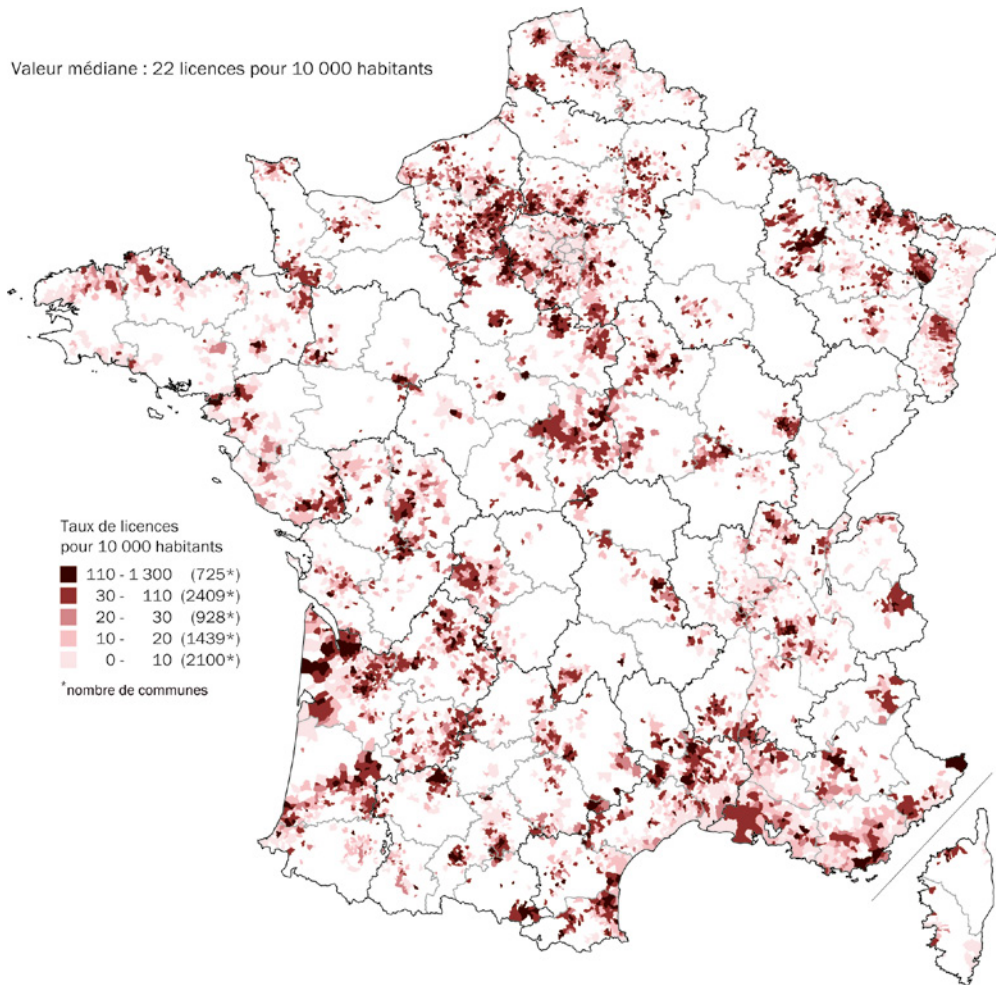 Valeur médiane : 22 licences pour 10 000 habitants
Taux de licences
pour 10 000 habitants
110 - 1 300 (725*)
30 - 110 (2409*)
20 - 30 (928*)
10 - 20 (1439*)
0 - 10 (2100*)
*nombre de communes